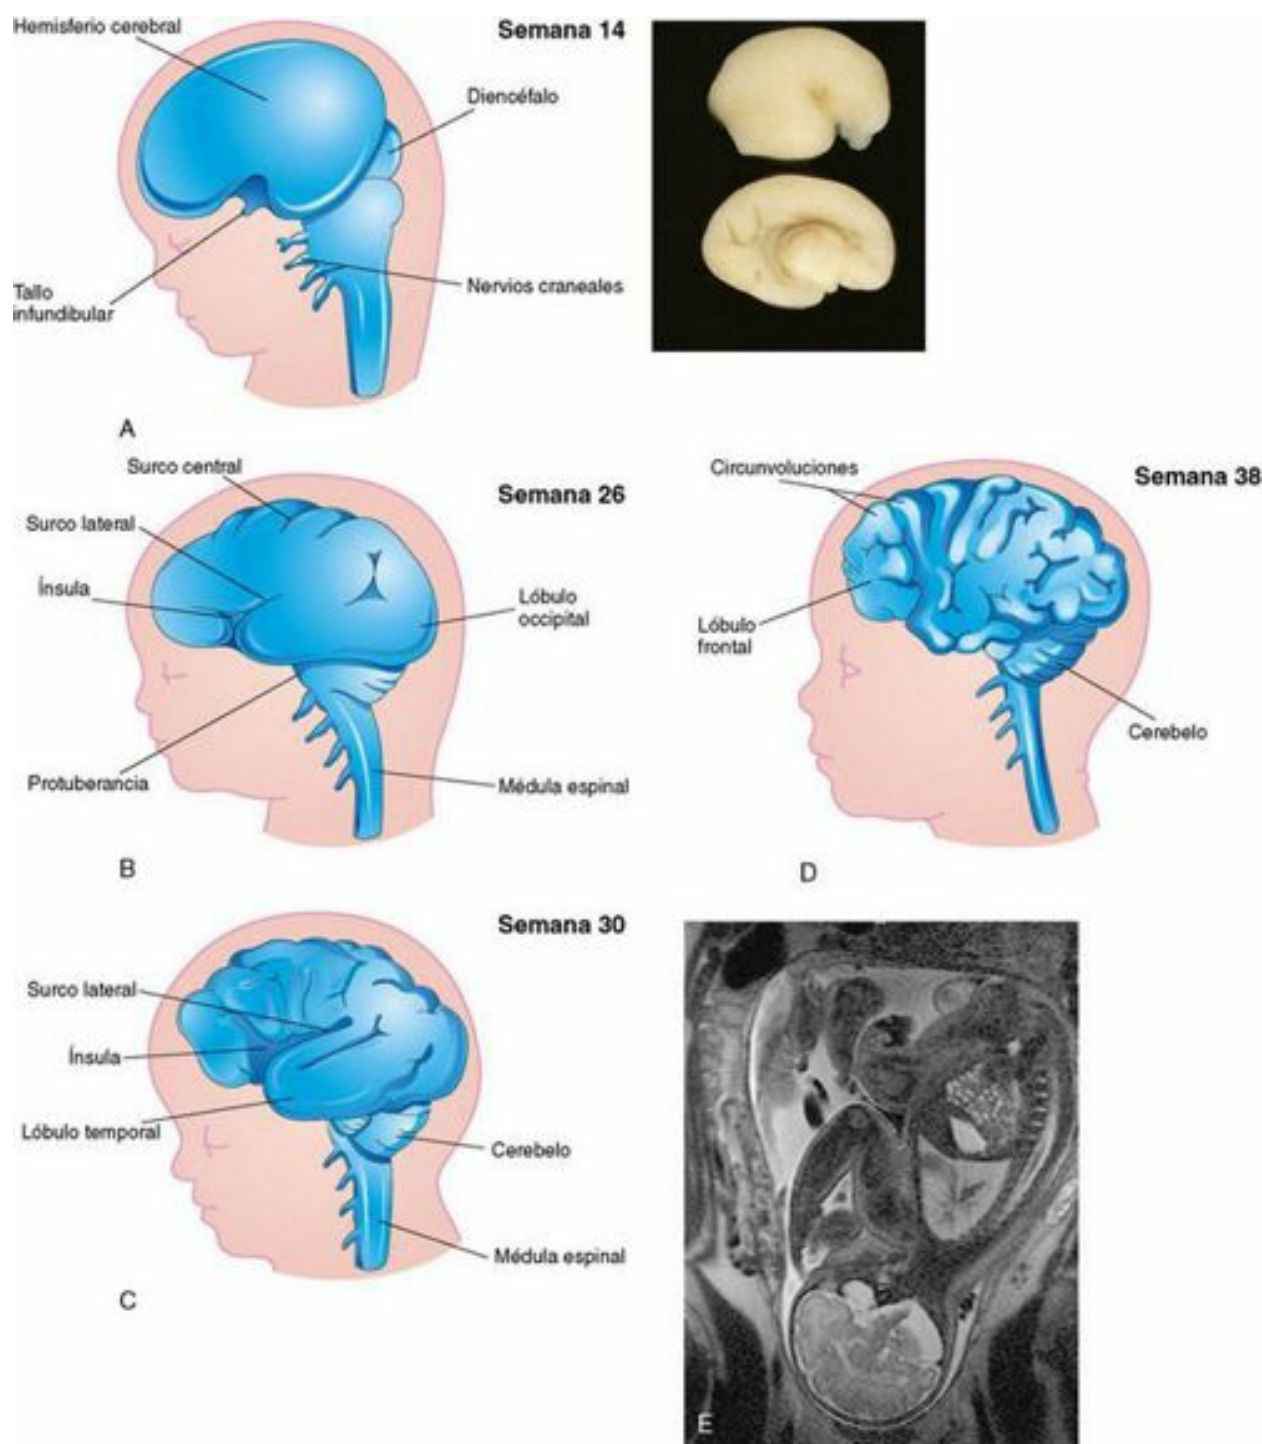 Hemisferio cerebral
Semana 14
Diencéfalo
Tallo
infundibular
Nervios craneales
A
Surco central
Semana 26
Surco lateral
Ínsula
Lóbulo
occipital
Protuberancia
Médula espinal
B
Circunvoluciones
Semana 38
Lóbulo
frontal
Cerebelo
D
Semana 30
Surco lateral
Ínsula
Lóbulo temporal
Cerebelo
Médula espinal
C
E